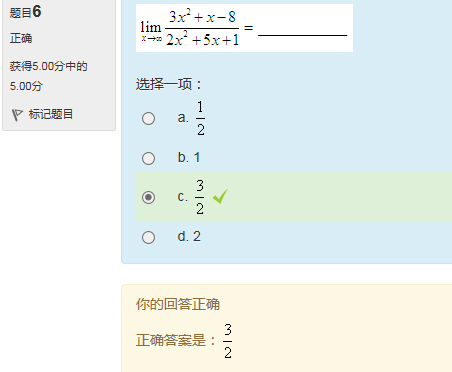 题目6
正确
获得5.00分中的
5.00分
标记题目
lim x→∞ (3x²+x−8)/(2x²+5x+1) = ________
选择一项：
a. 1/2
b. 1
c. 3/2
d. 2
你的回答正确
正确答案是：3/2